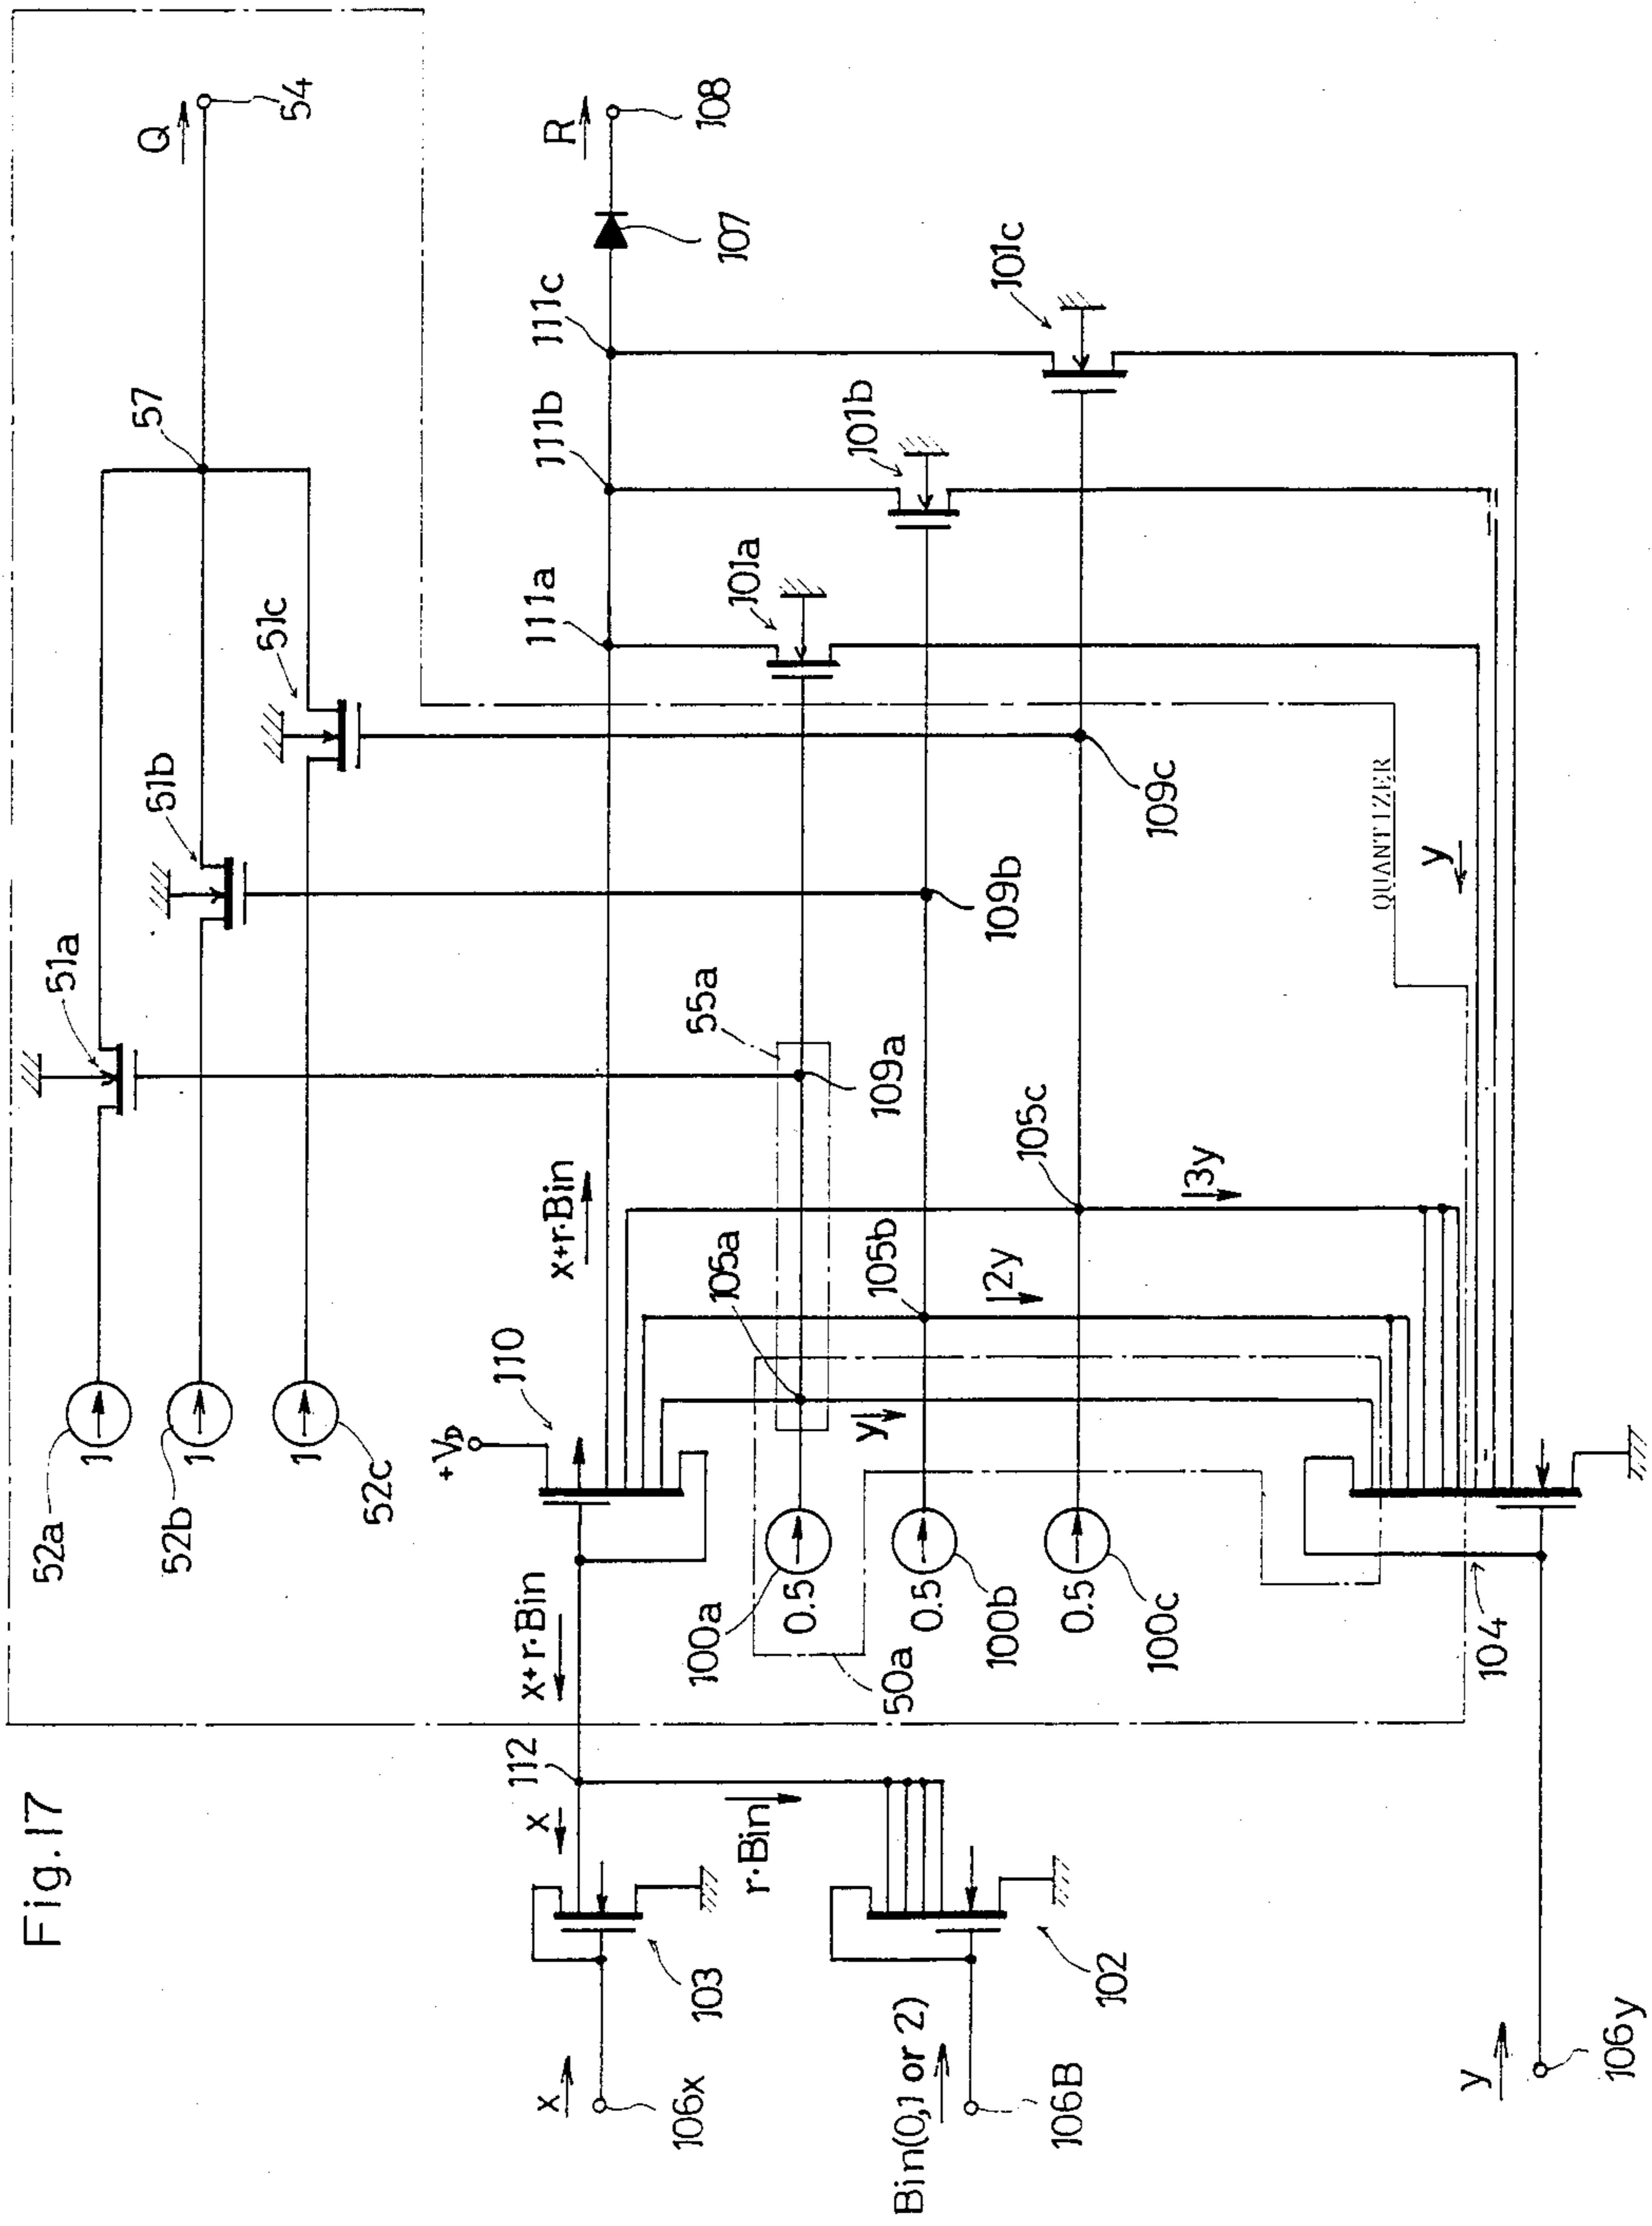 Fig.17
Q
54
57
52a
1
51a
52b
1
51b
52c
1
51c
+VD
110
x+r·Bin
x+r·Bin
111a
111b
111c
107
R
108
112
x
x
106x
103
r·Bin
Bin(0,1 or 2)
106B
102
100a
0.5
105a
y
55a
109a
101a
50a
0.5
100b
105b
2y
109b
101b
0.5
100c
105c
3y
109c
101c
QUANTIZER
y
104
y
106y